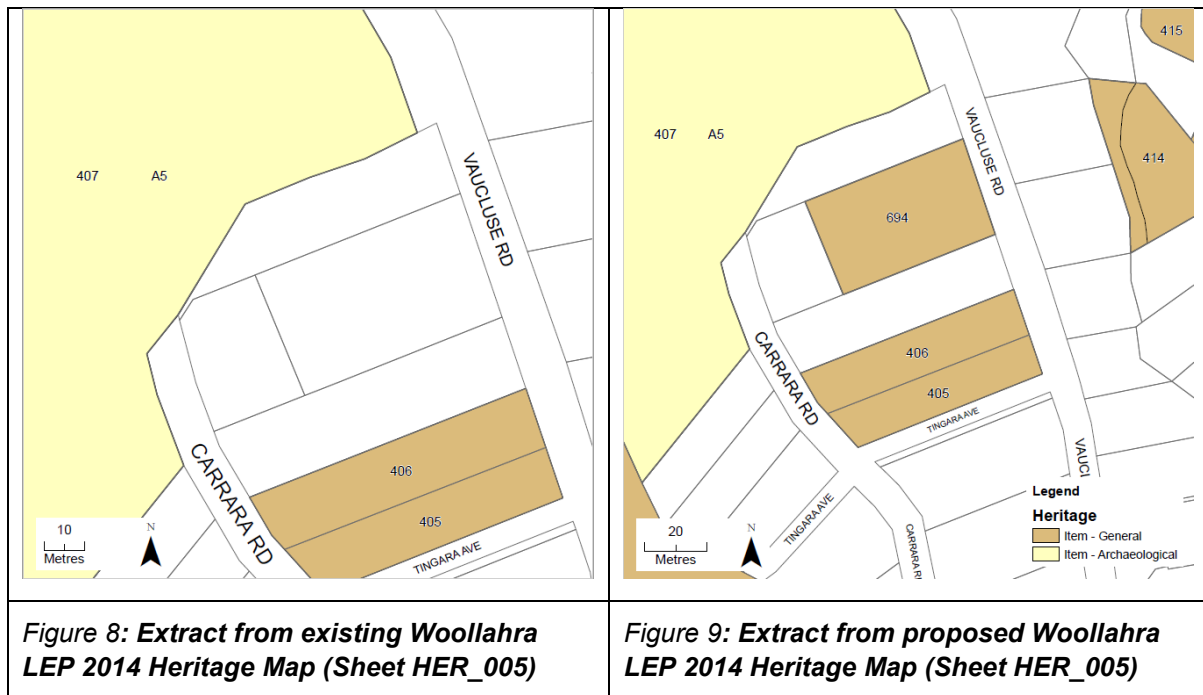 407
A5
VAUCLUSE RD
CARRARA RD
406
405
TINGARA AVE
10
Metres
N
415
407
A5
VAUCLUSE RD
414
694
CARRARA RD
406
405
TINGARA AVE
VAUCL
TINGARA AVE
CARRARA R
20
Metres
N
Legend
Heritage
Item - General
Item - Archaeological
Figure 8: Extract from existing Woollahra
LEP 2014 Heritage Map (Sheet HER_005)
Figure 9: Extract from proposed Woollahra
LEP 2014 Heritage Map (Sheet HER_005)